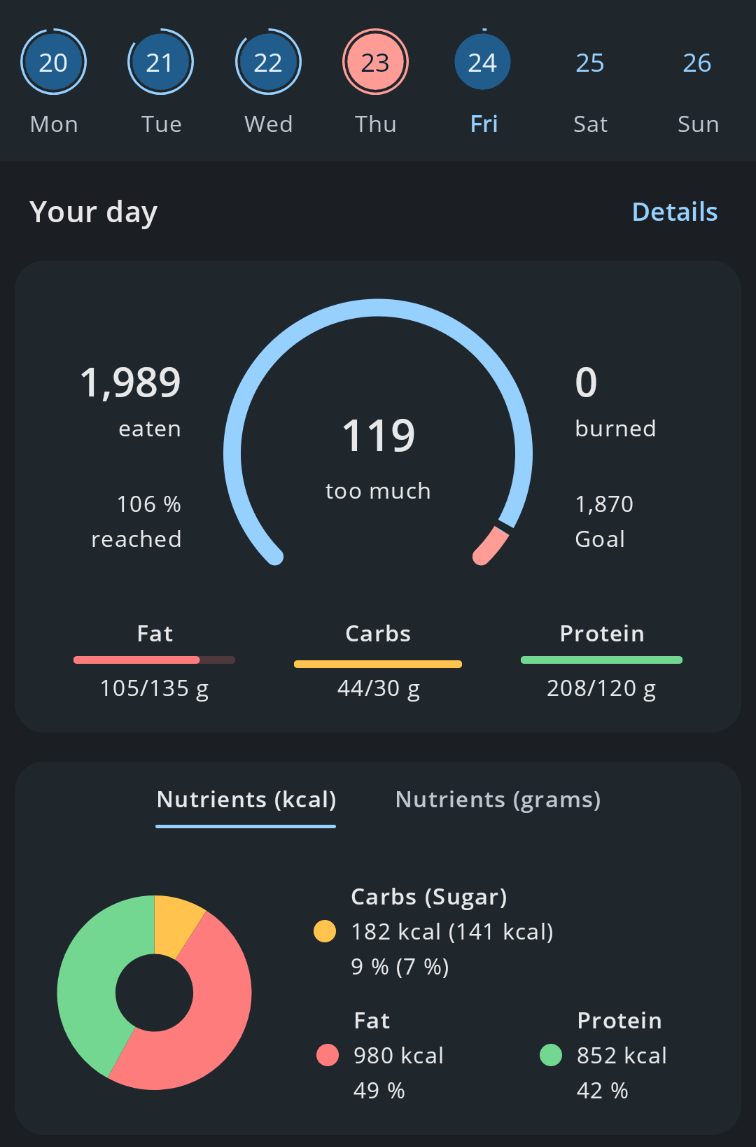 20 21 22 23 24 25 26
Mon Tue Wed Thu Fri Sat Sun
Your day Details
1,989
eaten
106 %
reached
119
too much
0
burned
1,870
Goal
Fat
105/135 g
Carbs
44/30 g
Protein
208/120 g
Nutrients (kcal) Nutrients (grams)
Carbs (Sugar)
182 kcal (141 kcal)
9 % (7 %)
Fat
980 kcal
49 %
Protein
852 kcal
42 %